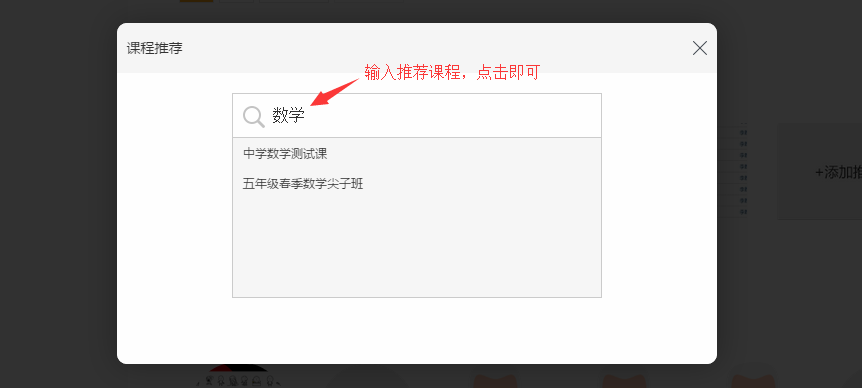 课程推荐
输入推荐课程，点击即可
数学
中学数学测试课
五年级春季数学尖子班
+添加推